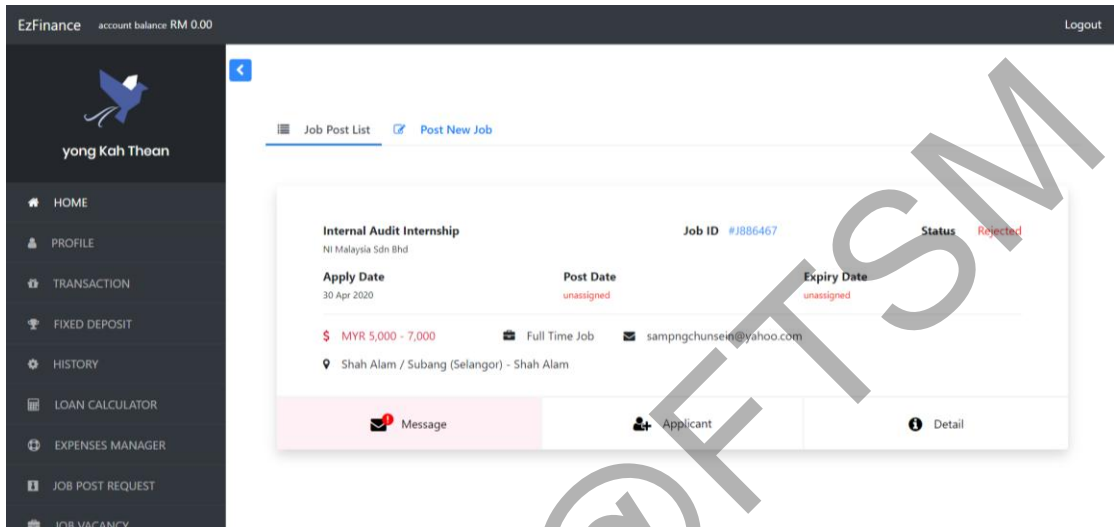 EzFinance account balance RM 0.00 Logout
yong Kah Thean
HOME
PROFILE
TRANSACTION
FIXED DEPOSIT
HISTORY
LOAN CALCULATOR
EXPENSES MANAGER
JOB POST REQUEST
JOB VACANCY
Job Post List Post New Job
Internal Audit Internship Job ID #J886467 Status Rejected
NI Malaysia Sdn Bhd
Apply Date Post Date Expiry Date
30 Apr 2020 unassigned unassigned
$ MYR 5,000 - 7,000 Full Time Job sampngchunsein@yahoo.com
Shah Alam / Subang (Selangor) - Shah Alam
Message Applicant Detail
@FTSM